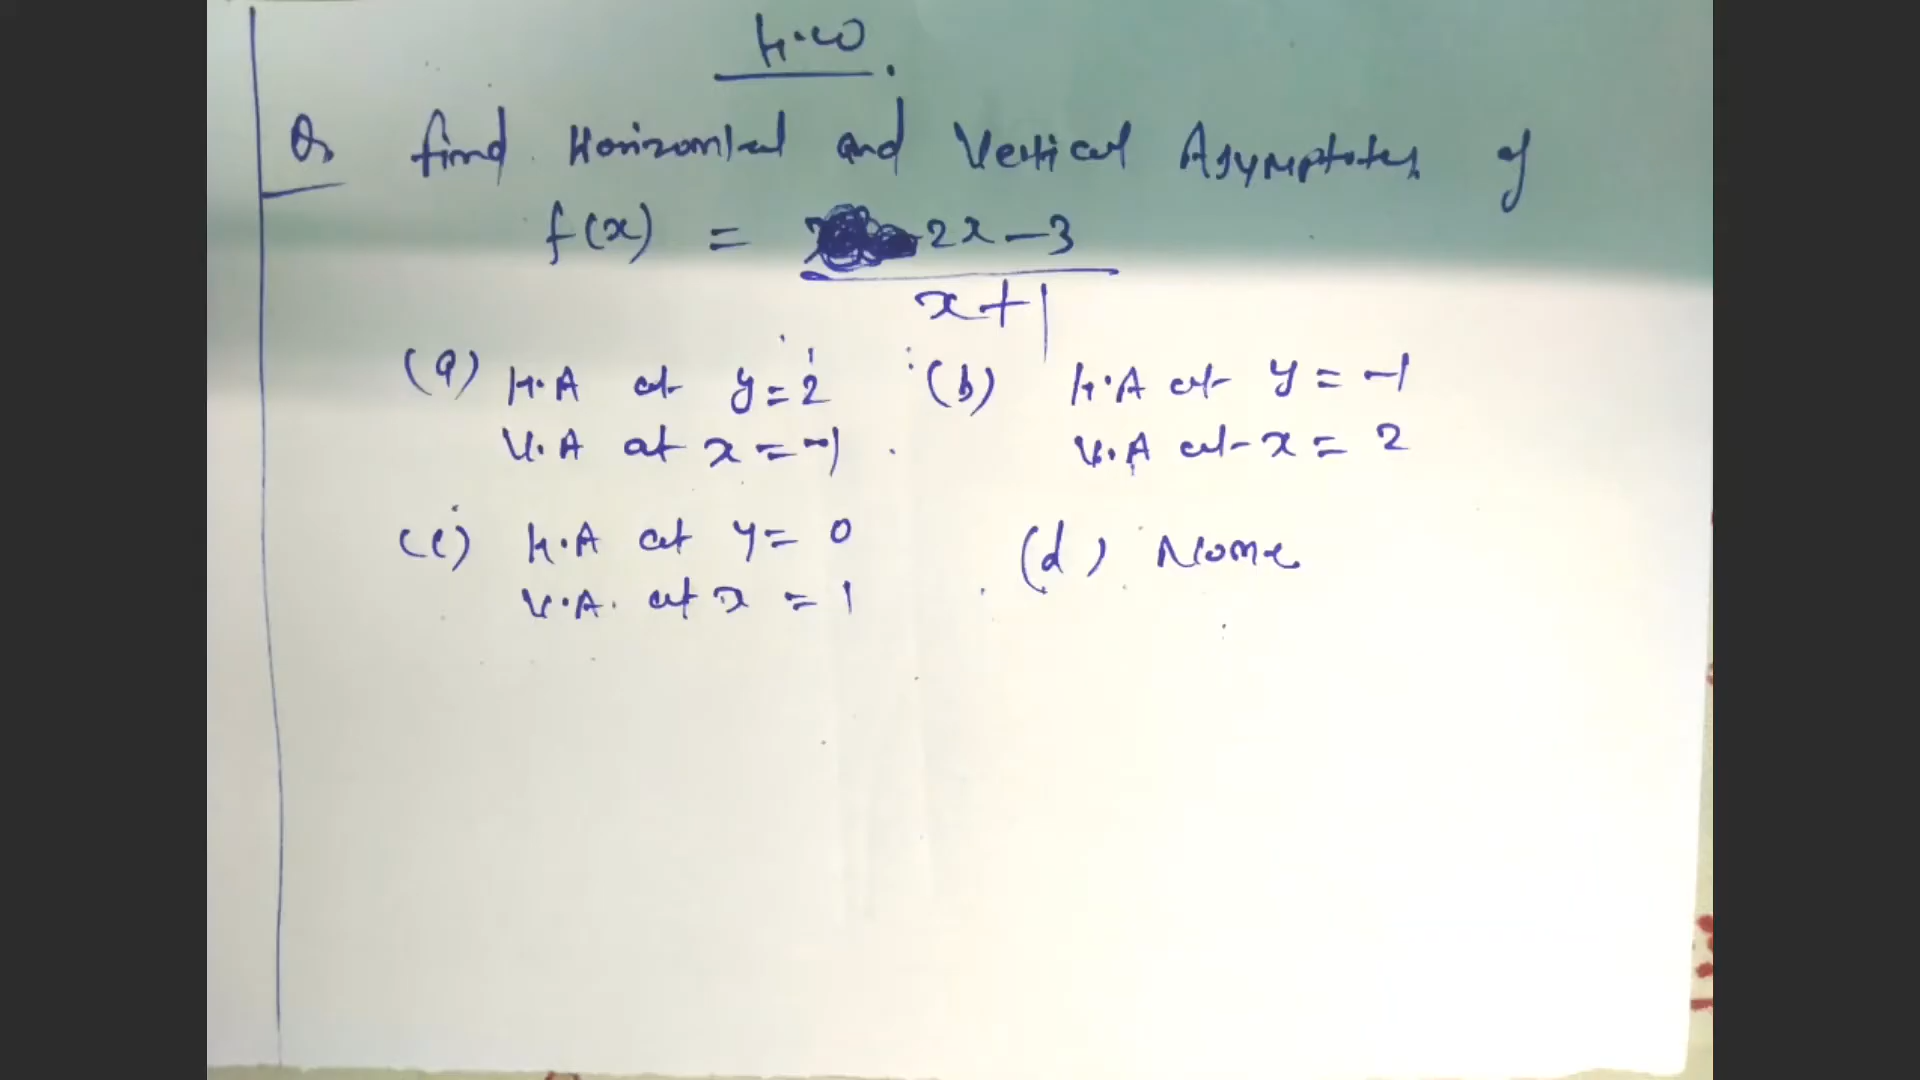 H.W
Q. find Horizontal and Vertical Asymptotes of
f(x) = 2x-3
x+1
(a) H.A at y=2 (b) H.A at y=-1
V.A at x=-1 V.A at x=2
(c) H.A at y=0 (d) None
V.A. at x=1